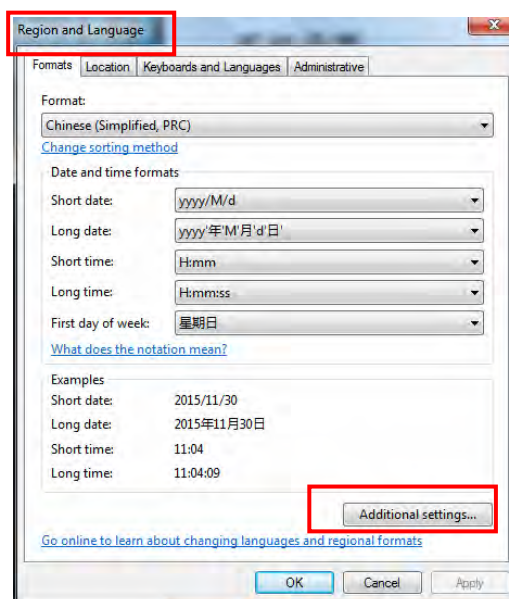 Region and Language
Formats Location Keyboards and Languages Administrative
Format:
Chinese (Simplified, PRC)
Change sorting method
Date and time formats
Short date: yyyy/M/d
Long date: yyyy'年'M'月'd'日'
Short time: H:mm
Long time: H:mm:ss
First day of week: 星期日
What does the notation mean?
Examples
Short date: 2015/11/30
Long date: 2015年11月30日
Short time: 11:04
Long time: 11:04:09
Additional settings...
Go online to learn about changing languages and regional formats
OK Cancel Apply